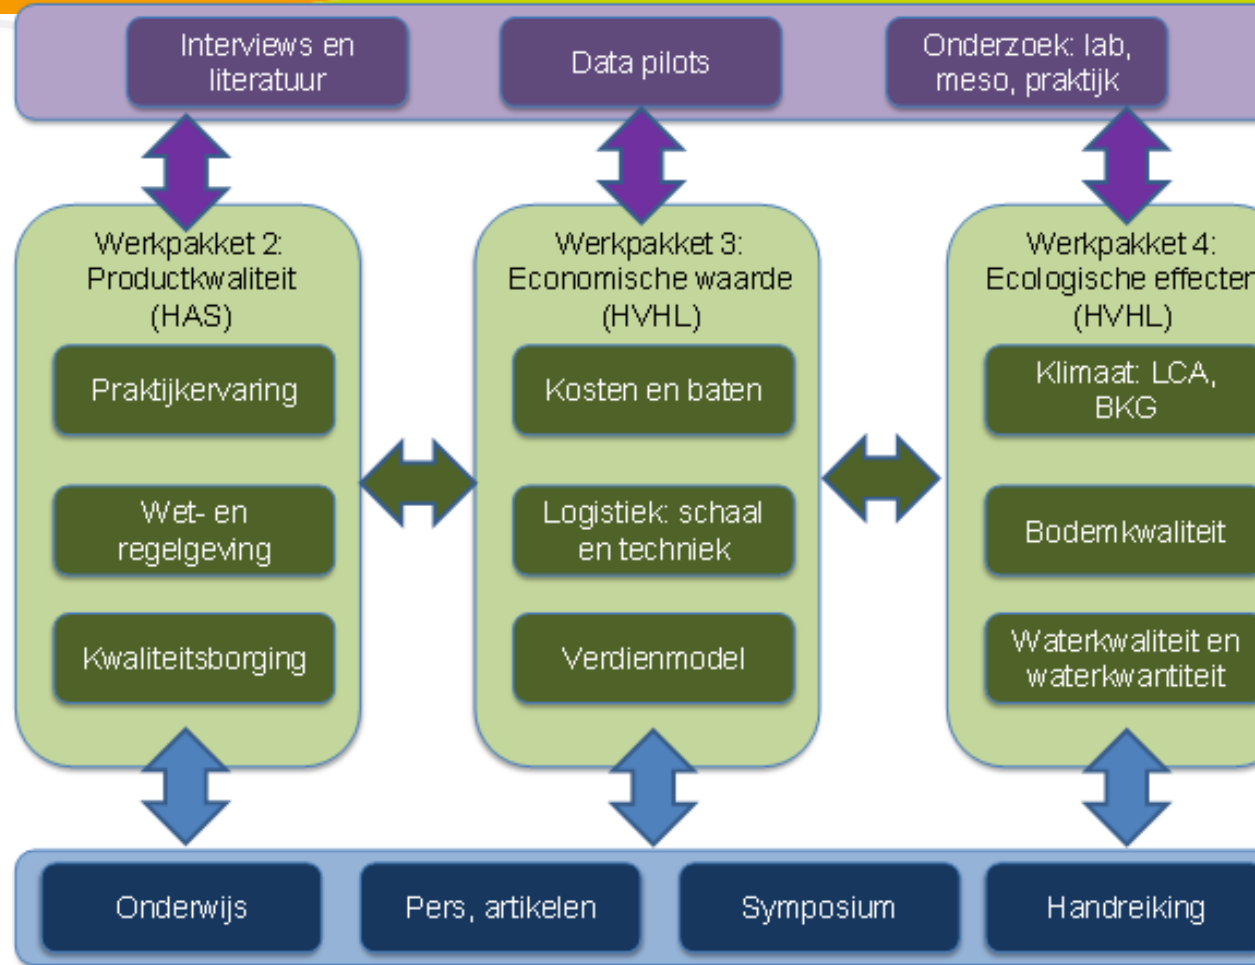 Interviews en
literatuur
Data pilots
Onderzoek: lab,
meso, praktijk
Werkpakket 2:
Productkwaliteit
(HAS)
Praktijkervaring
Wet- en
regelgeving
Kwaliteitsborging
Werkpakket 3:
Economische waarde
(HVHL)
Kosten en baten
Logistiek: schaal
en techniek
Verdienmodel
Werkpakket 4:
Ecologische effecten
(HVHL)
Klimaat: LCA,
BKG
Bodemkwaliteit
Waterkwaliteit en
waterkwantiteit
Onderwijs
Pers, artikelen
Symposium
Handreiking